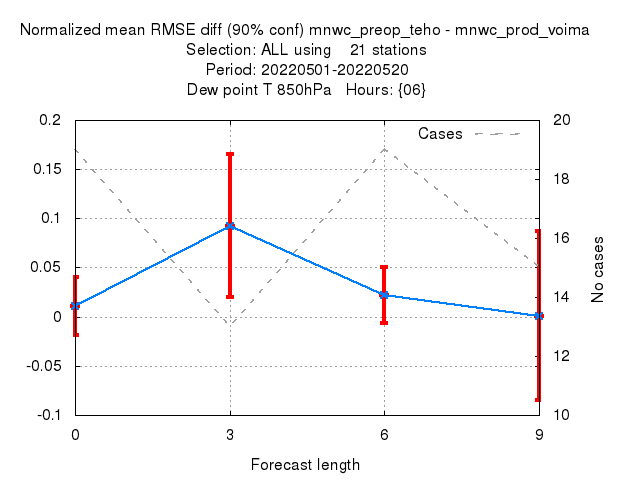 Normalized mean RMSE diff (90% conf) mnwc_preop_teho - mnwc_prod_voima
Selection: ALL using    21 stations
Period: 20220501-20220520
Dew point T 850hPa   Hours: {06}
Cases
0.2
0.15
0.1
0.05
0
-0.05
-0.1
20
18
16
14
12
10
No cases
0
3
6
9
Forecast length